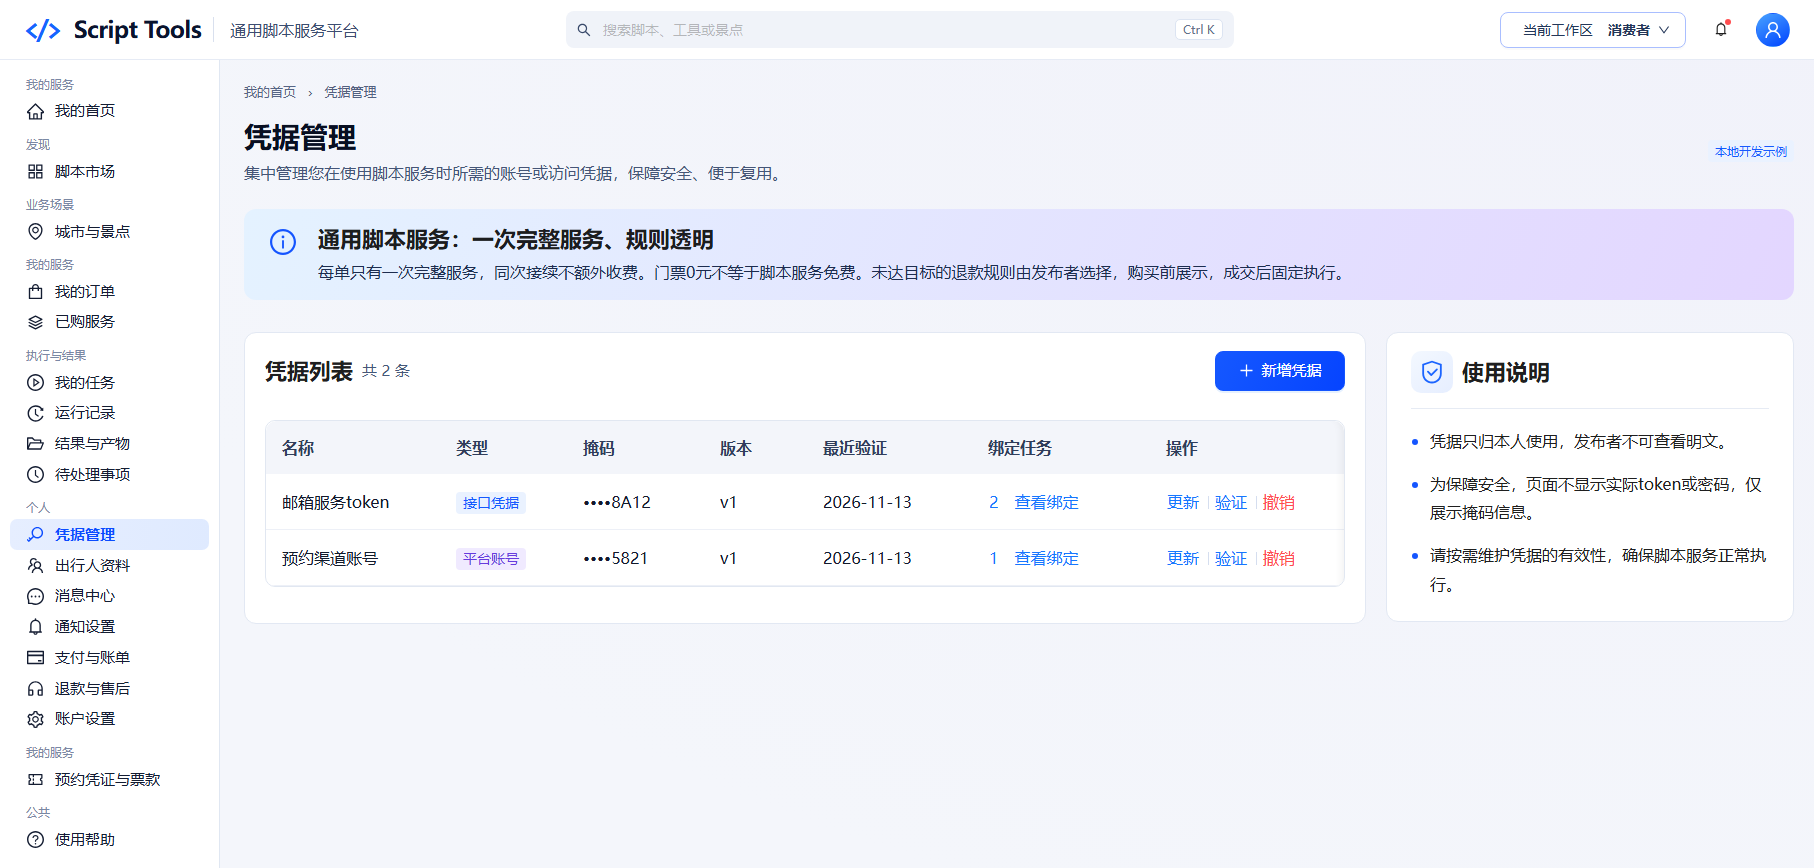 </> Script Tools
通用脚本服务平台
搜索脚本、工具或景点
Ctrl K
当前工作区 消费者
我的服务
我的首页
发现
脚本市场
业务场景
城市与景点
我的服务
我的订单
已购服务
执行与结果
我的任务
运行记录
结果与产物
待处理事项
个人
凭据管理
出行人资料
消息中心
通知设置
支付与账单
退款与售后
账户设置
我的服务
预约凭证与票款
公共
使用帮助
我的首页 › 凭据管理
凭据管理
集中管理您在使用脚本服务时所需的账号或访问凭据，保障安全、便于复用。
本地开发示例
通用脚本服务：一次完整服务、规则透明
每单只有一次完整服务，同次接续不额外收费。门票0元不等于脚本服务免费。未达目标的退款规则由发布者选择，购买前展示，成交后固定执行。
凭据列表 共 2 条
新增凭据
名称 类型 掩码 版本 最近验证 绑定任务 操作
邮箱服务token 接口凭据 ••••8A12 v1 2026-11-13 2 查看绑定 更新 验证 撤销
预约渠道账号 平台账号 ••••5821 v1 2026-11-13 1 查看绑定 更新 验证 撤销
使用说明
凭据只归本人使用，发布者不可查看明文。
为保障安全，页面不显示实际token或密码，仅
展示掩码信息。
请按需维护凭据的有效性，确保脚本服务正常执
行。